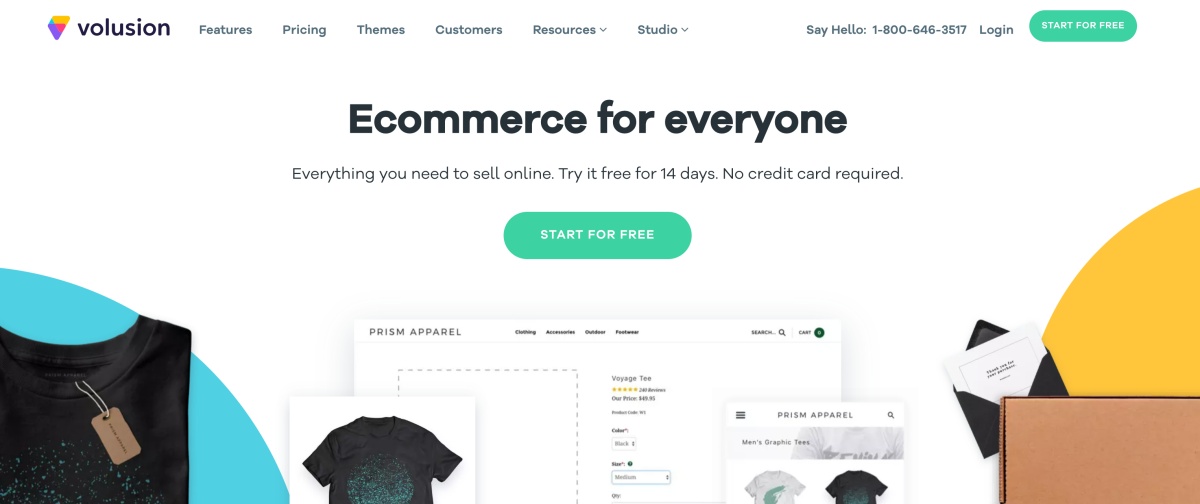 volusion
Features Pricing Themes Customers Resources Studio
Say Hello: 1-800-646-3517 Login START FOR FREE
Ecommerce for everyone
Everything you need to sell online. Try it free for 14 days. No credit card required.
START FOR FREE
PRISM APPAREL
Clothing Accessories Outdoor Footwear
SEARCH... CART 0
Voyage Tee
240 Reviews
Our Price: $49.95
Product Code: W1
Color*:
Black
Size*:
Medium
Qty:
PRISM APPAREL
Men's Graphic Tees
Thank you for
your purchase